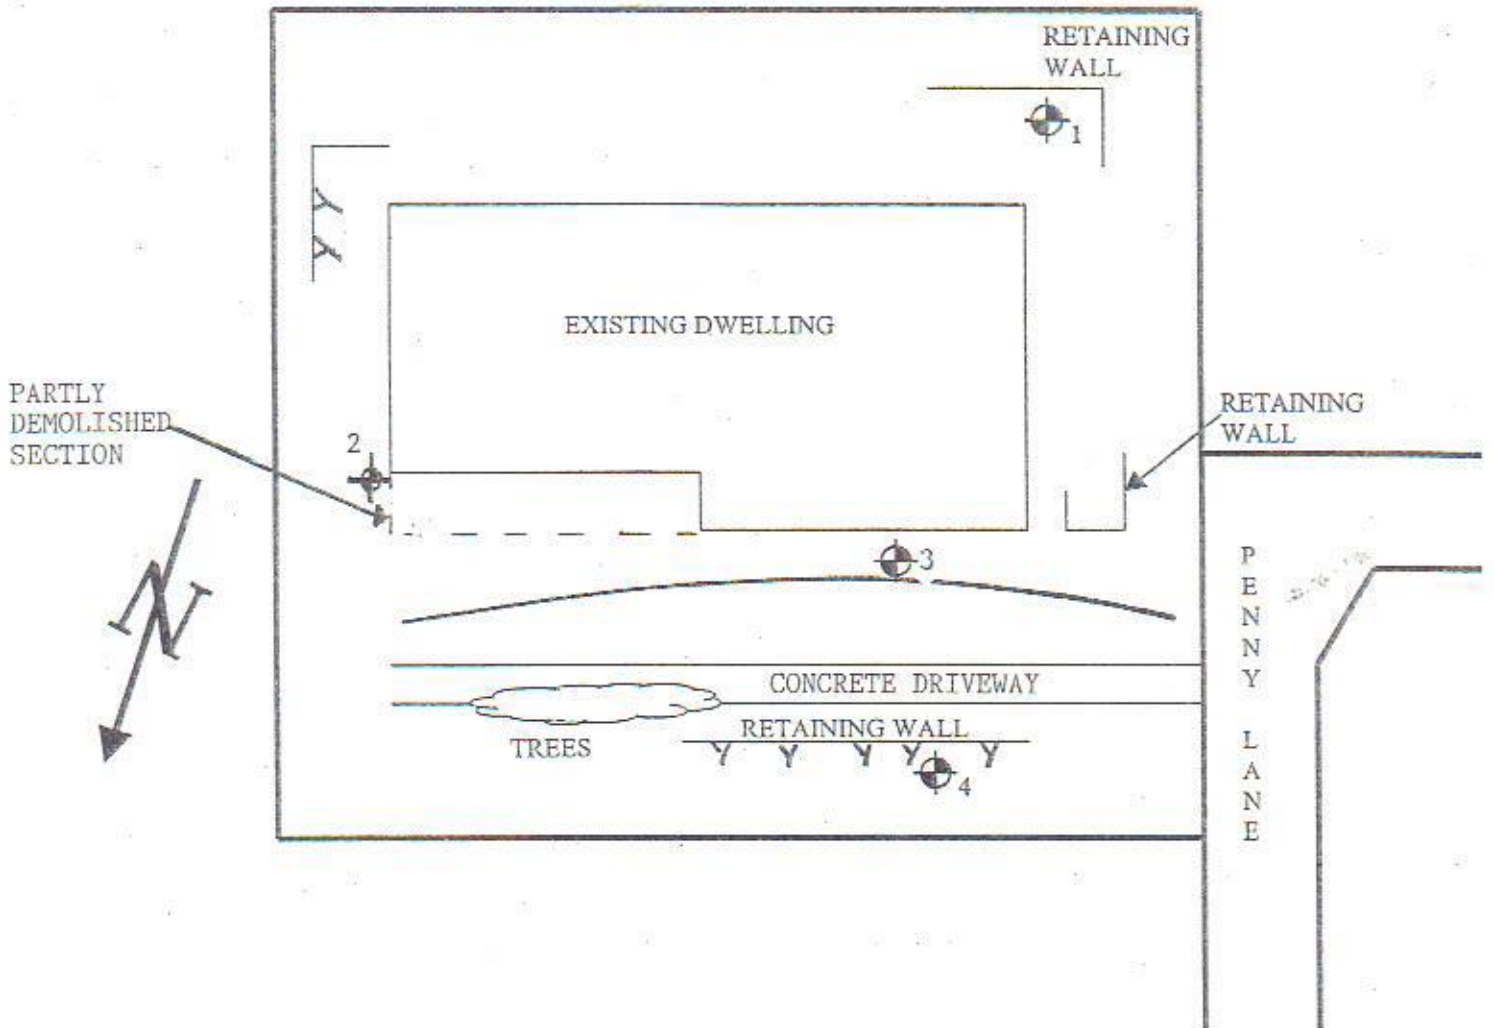 RETAINING
WALL
1
EXISTING DWELLING
PARTLY
DEMOLISHED
SECTION
2
RETAINING
WALL
3
N
PENNY LANE
CONCRETE DRIVEWAY
RETAINING WALL
TREES
4